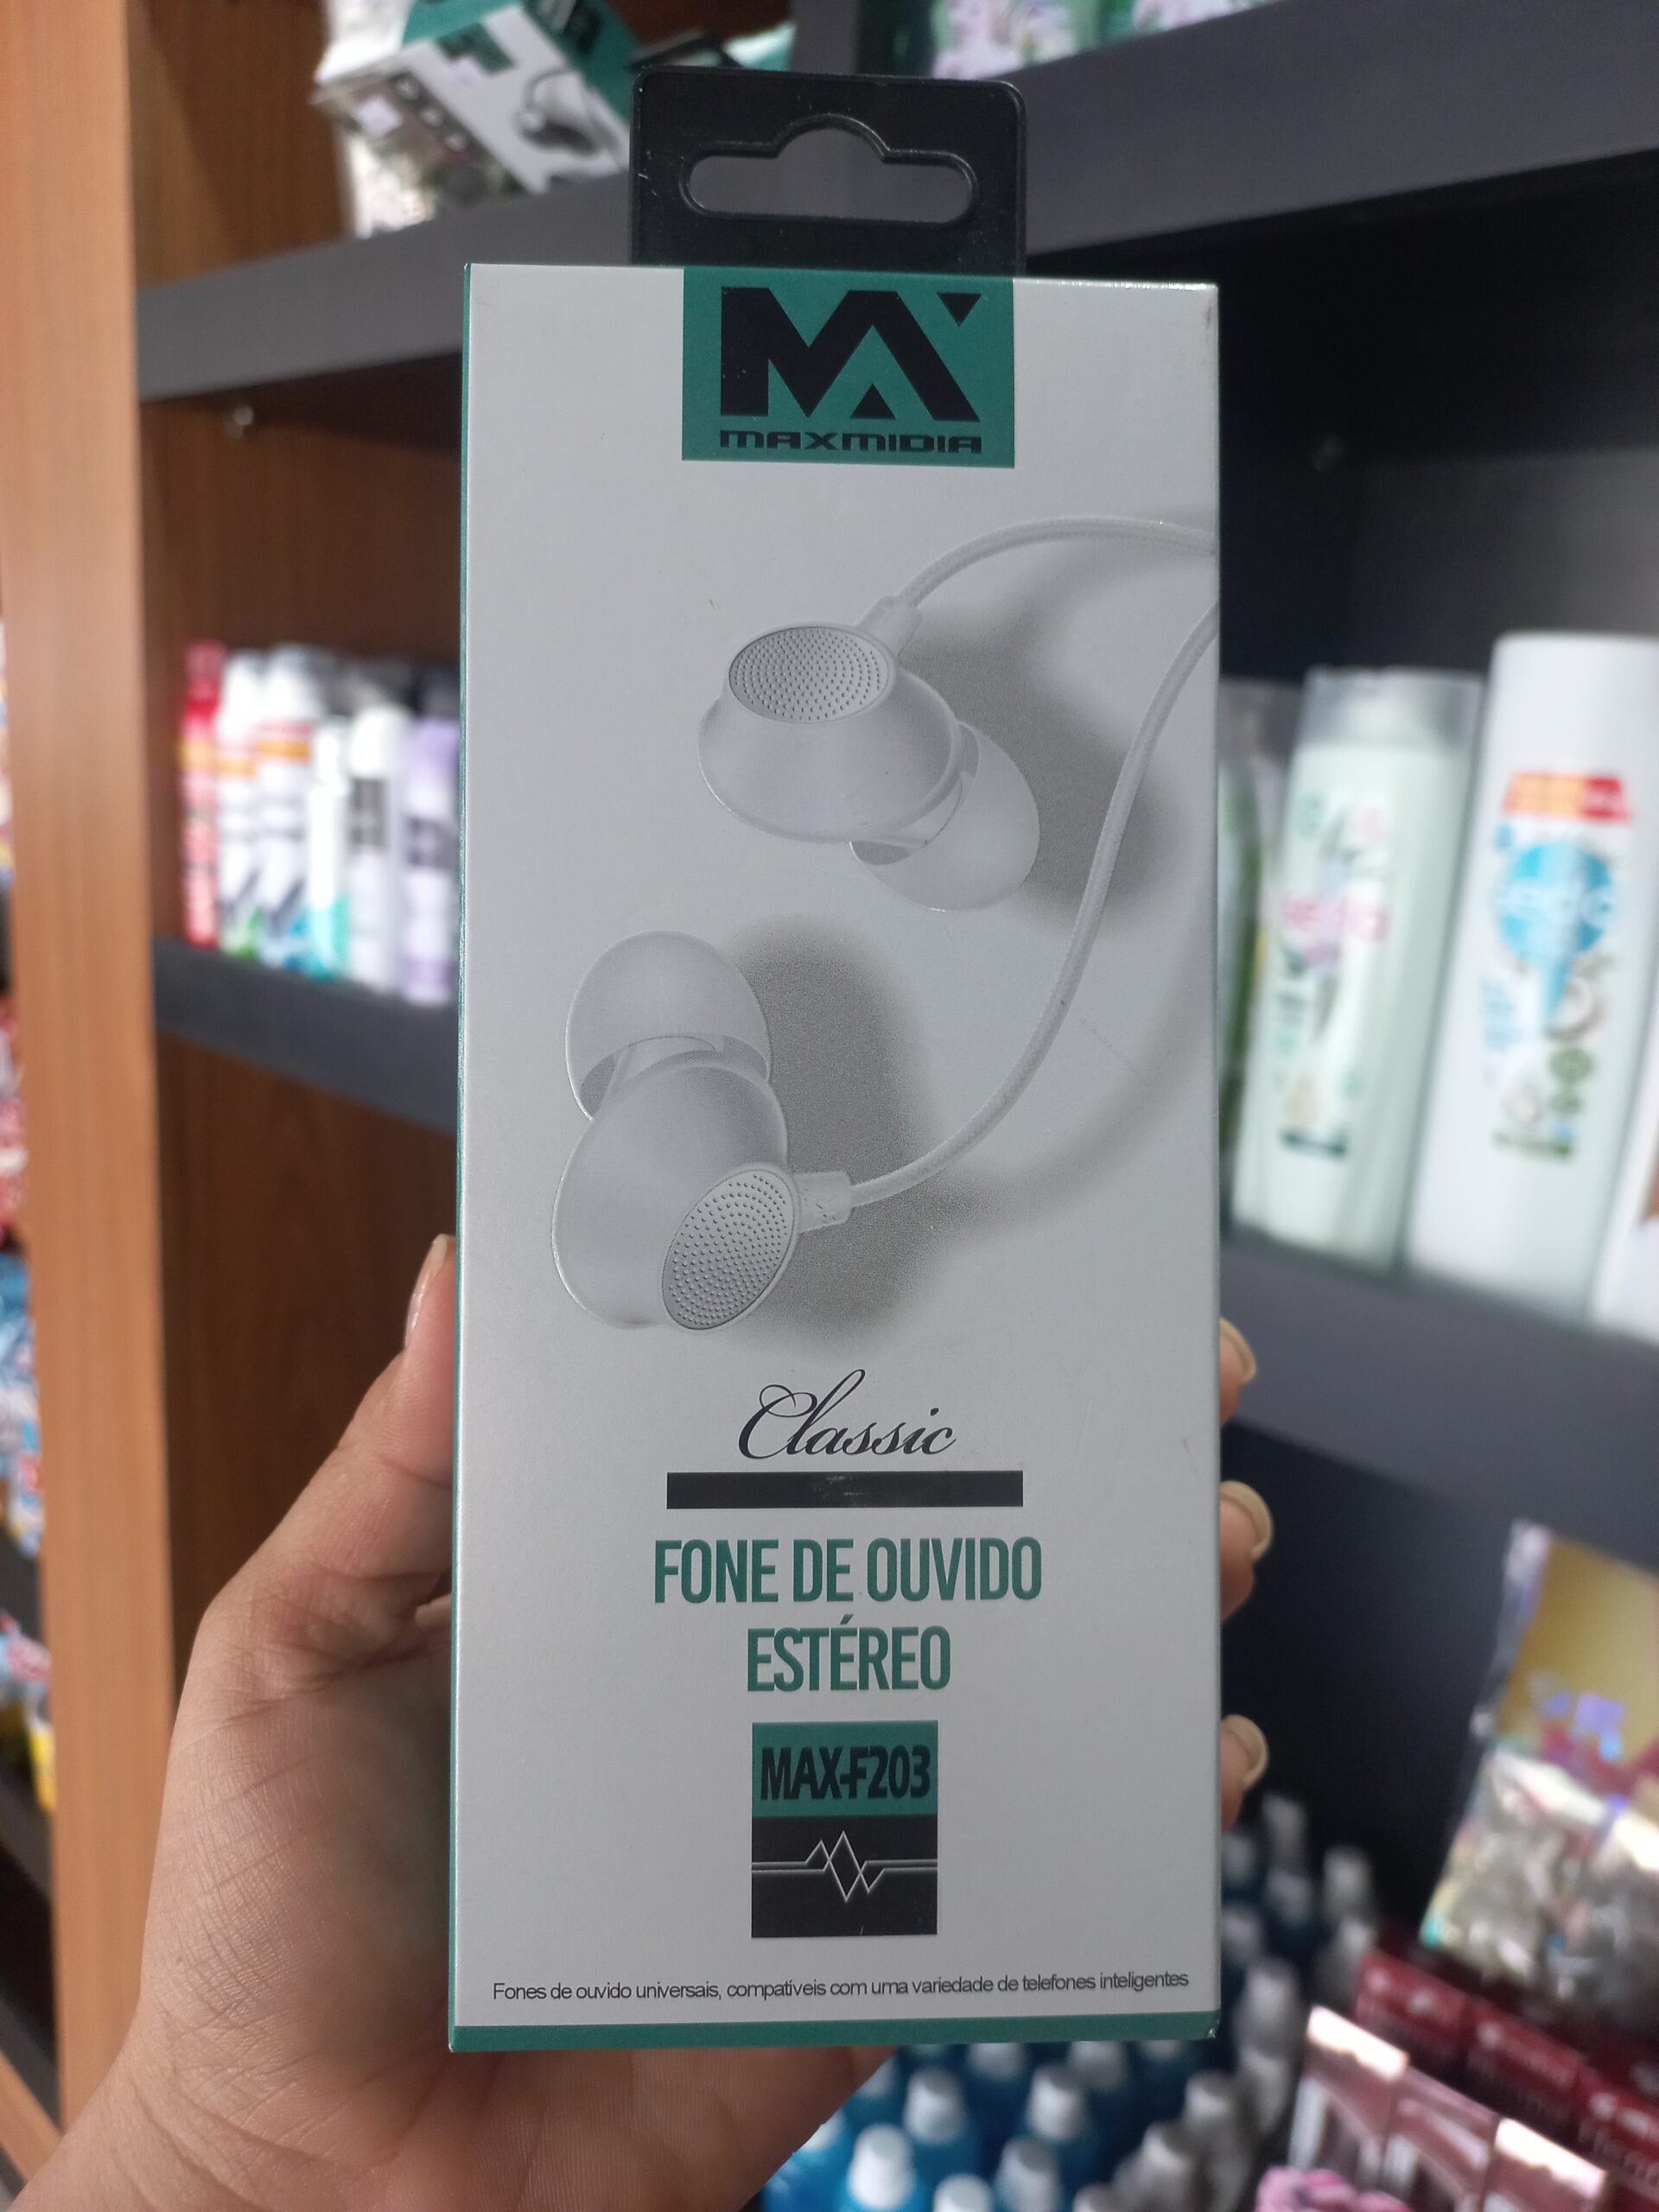 MAXMIDIA
Classic
FONE DE OUVIDO
ESTÉREO
MAX-F203
Fones de ouvido universais, compatíveis com uma variedade de telefones inteligentes